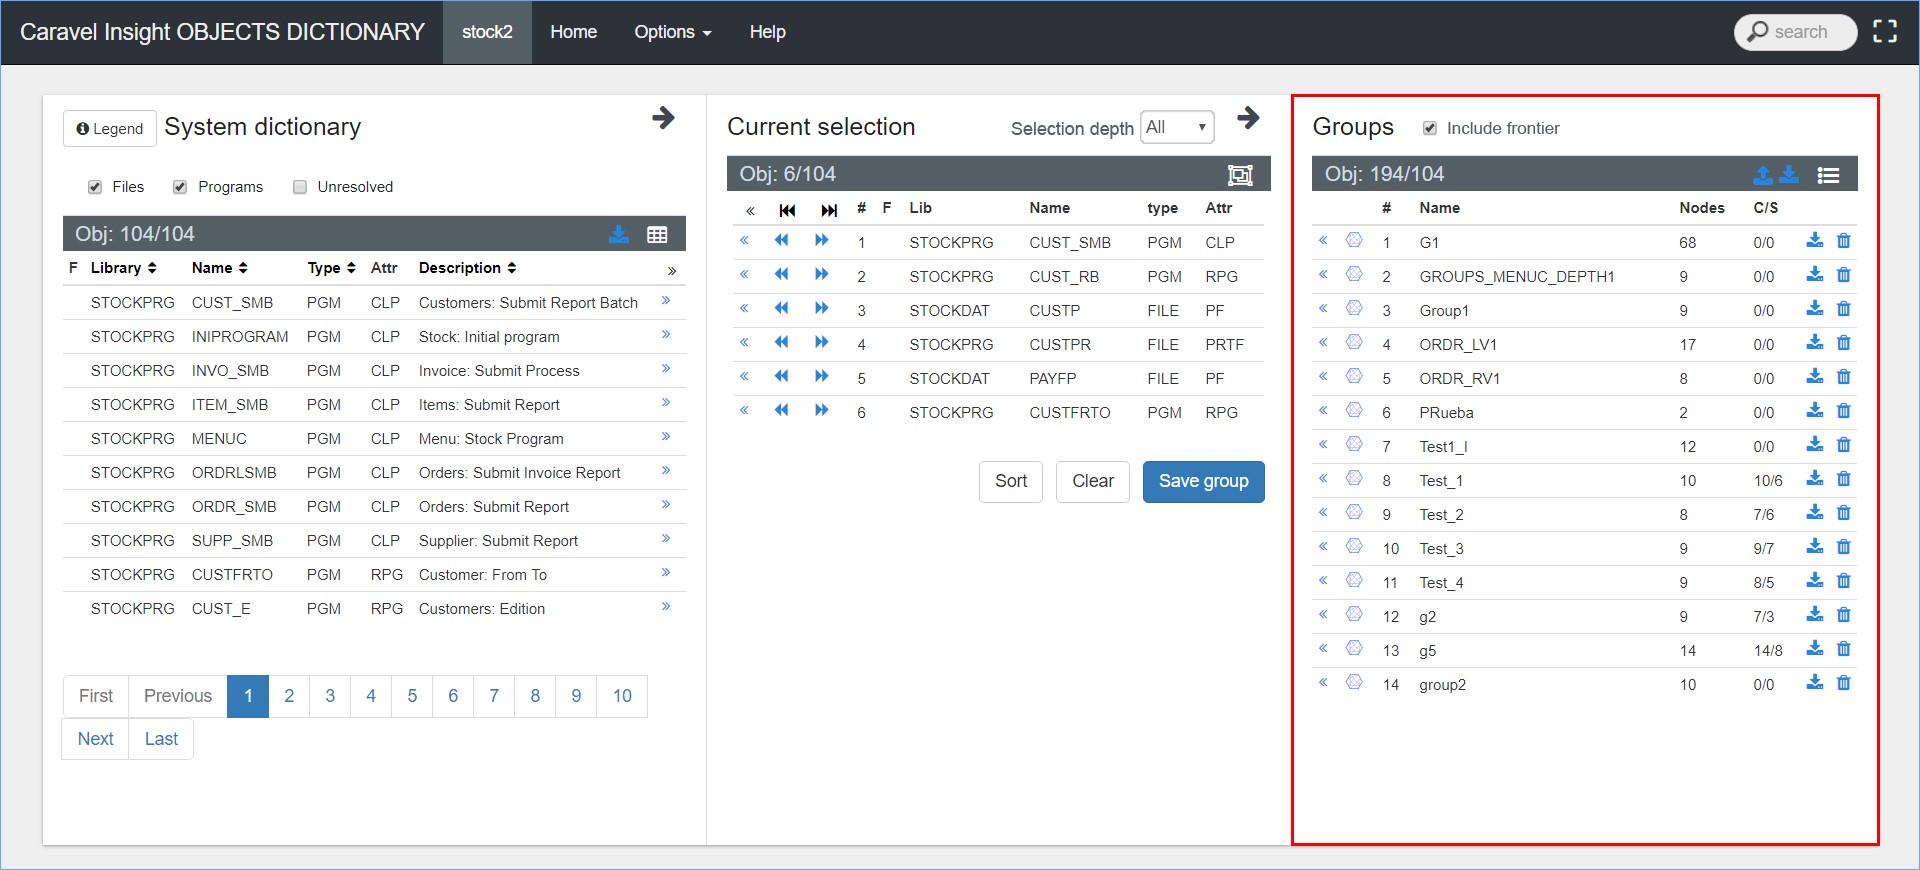 Caravel Insight OBJECTS DICTIONARY stock2 Home Options Help search
Legend System dictionary
Files Programs Unresolved
Obj: 104/104
F Library Name Type Attr Description »
STOCKPRG CUST_SMB PGM CLP Customers: Submit Report Batch »
STOCKPRG INIPROGRAM PGM CLP Stock: Initial program »
STOCKPRG INVO_SMB PGM CLP Invoice: Submit Process »
STOCKPRG ITEM_SMB PGM CLP Items: Submit Report »
STOCKPRG MENUC PGM CLP Menu: Stock Program »
STOCKPRG ORDRLSMB PGM CLP Orders: Submit Invoice Report »
STOCKPRG ORDR_SMB PGM CLP Orders: Submit Report »
STOCKPRG SUPP_SMB PGM CLP Supplier: Submit Report »
STOCKPRG CUSTFRTO PGM RPG Customer: From To »
STOCKPRG CUST_E PGM RPG Customers: Edition »
First Previous 1 2 3 4 5 6 7 8 9 10
Next Last
Current selection Selection depth All
Obj: 6/104
« # F Lib Name type Attr
« 1 STOCKPRG CUST_SMB PGM CLP
« 2 STOCKPRG CUST_RB PGM RPG
« 3 STOCKDAT CUSTP FILE PF
« 4 STOCKPRG CUSTPR FILE PRTF
« 5 STOCKDAT PAYFP FILE PF
« 6 STOCKPRG CUSTFRTO PGM RPG
Sort Clear Save group
Groups Include frontier
Obj: 194/104
# Name Nodes C/S
« 1 G1 68 0/0
« 2 GROUPS_MENUC_DEPTH1 9 0/0
« 3 Group1 9 0/0
« 4 ORDR_LV1 17 0/0
« 5 ORDR_RV1 8 0/0
« 6 PRueba 2 0/0
« 7 Test1_I 12 0/0
« 8 Test_1 10 10/6
« 9 Test_2 8 7/6
« 10 Test_3 9 9/7
« 11 Test_4 9 8/5
« 12 g2 9 7/3
« 13 g5 14 14/8
« 14 group2 10 0/0